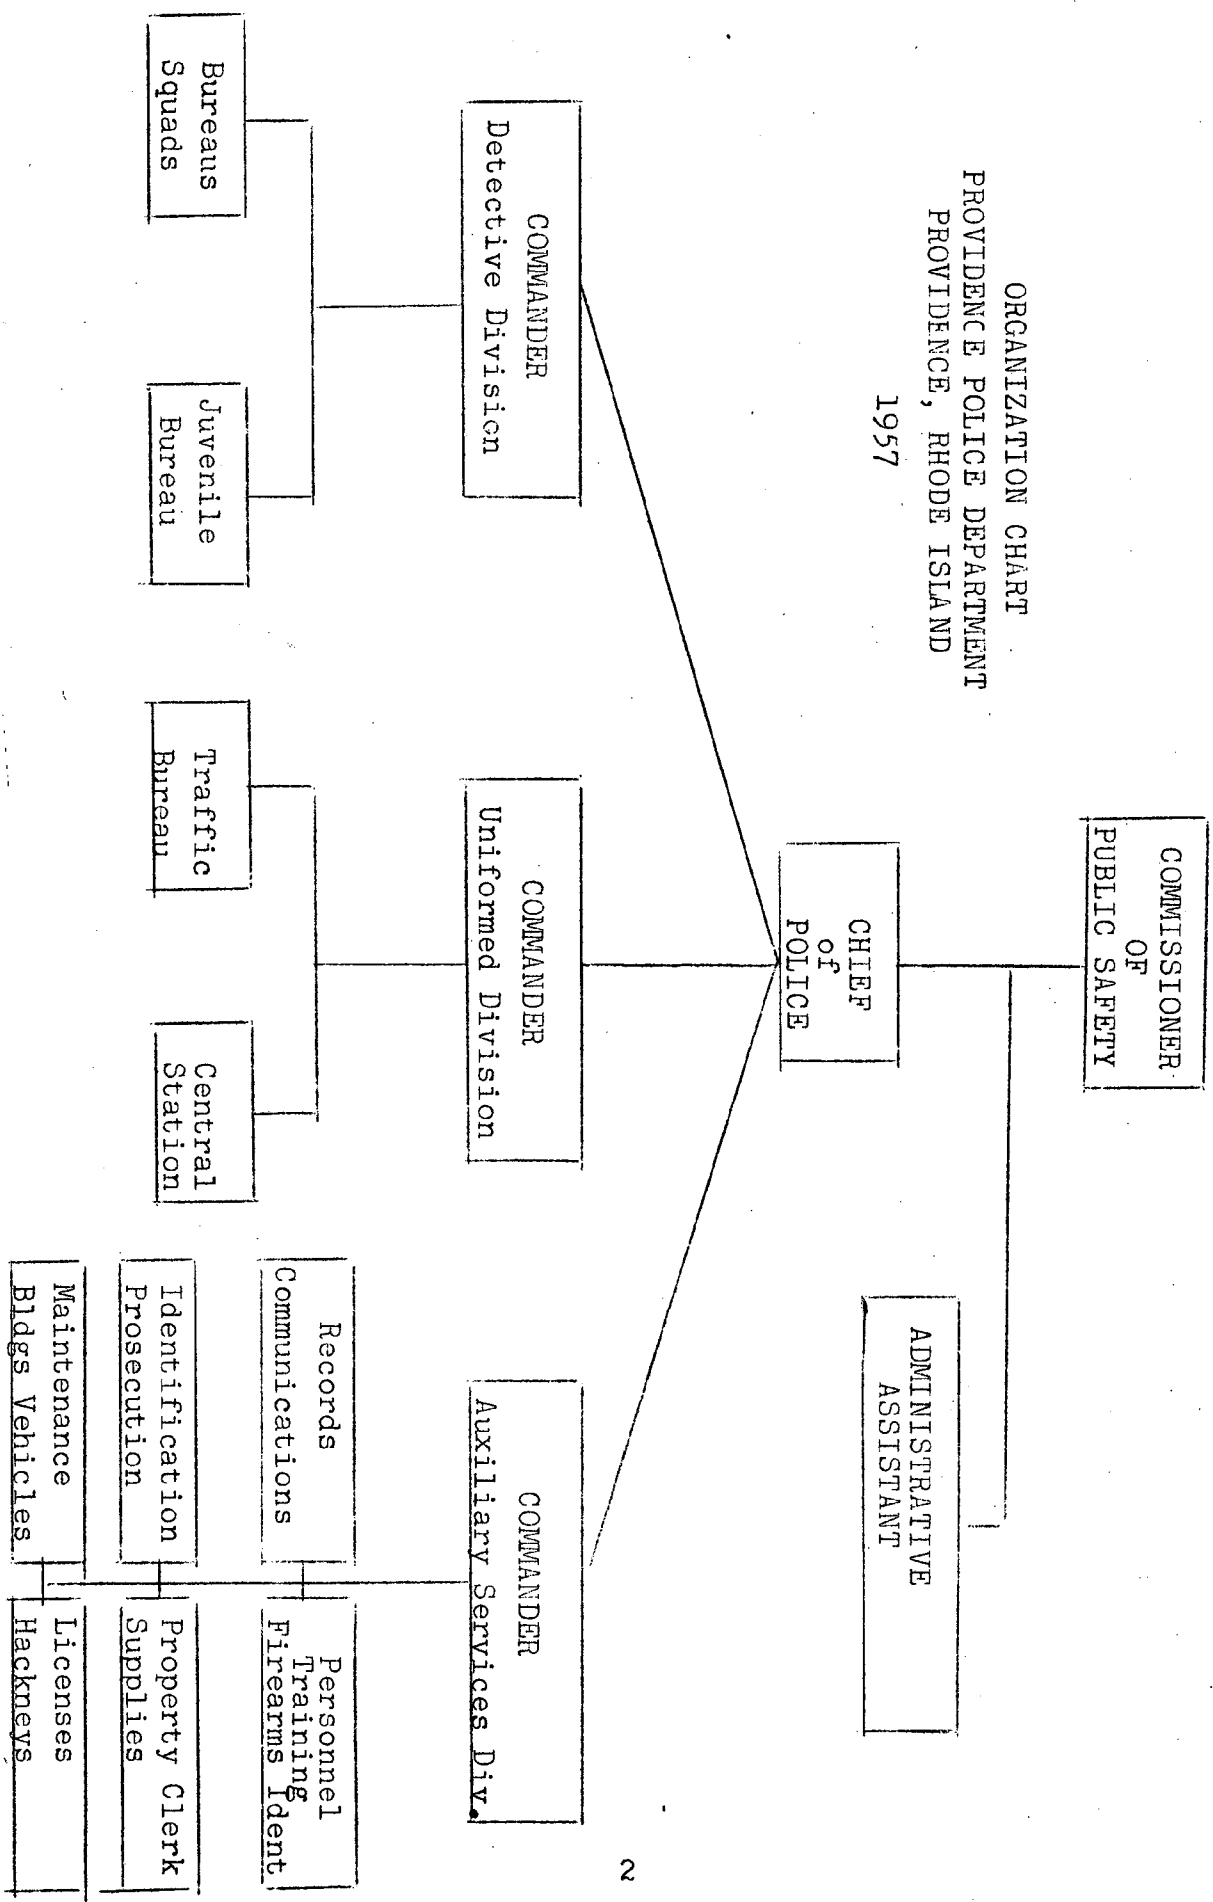 ORGANIZATION CHART
PROVIDENCE POLICE DEPARTMENT
PROVIDENCE, RHODE ISLAND
1957
COMMISSIONER
OF
PUBLIC SAFETY
ADMINISTRATIVE
ASSISTANT
CHIEF
of
POLICE
COMMANDER
Detective Division
COMMANDER
Uniformed Division
COMMANDER
Auxiliary Services Div.
Bureaus
Squads
Juvenile
Bureau
Traffic
Bureau
Central
Station
Records
Communications
Personnel
Training
Firearms Ident
Identification
Prosecution
Property Clerk
Supplies
Maintenance
Bldgs Vehicles
Licenses
Hackneys
2